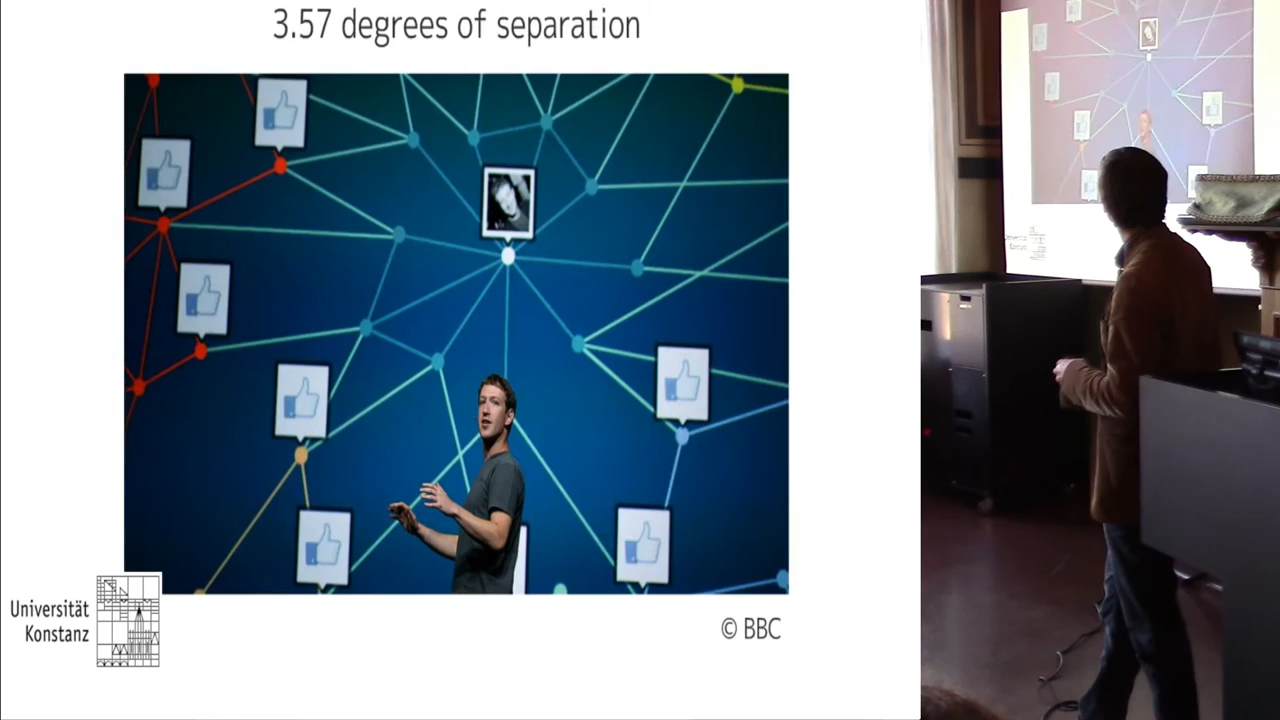 3.57 degrees of separation
Universität
Konstanz
© BBC